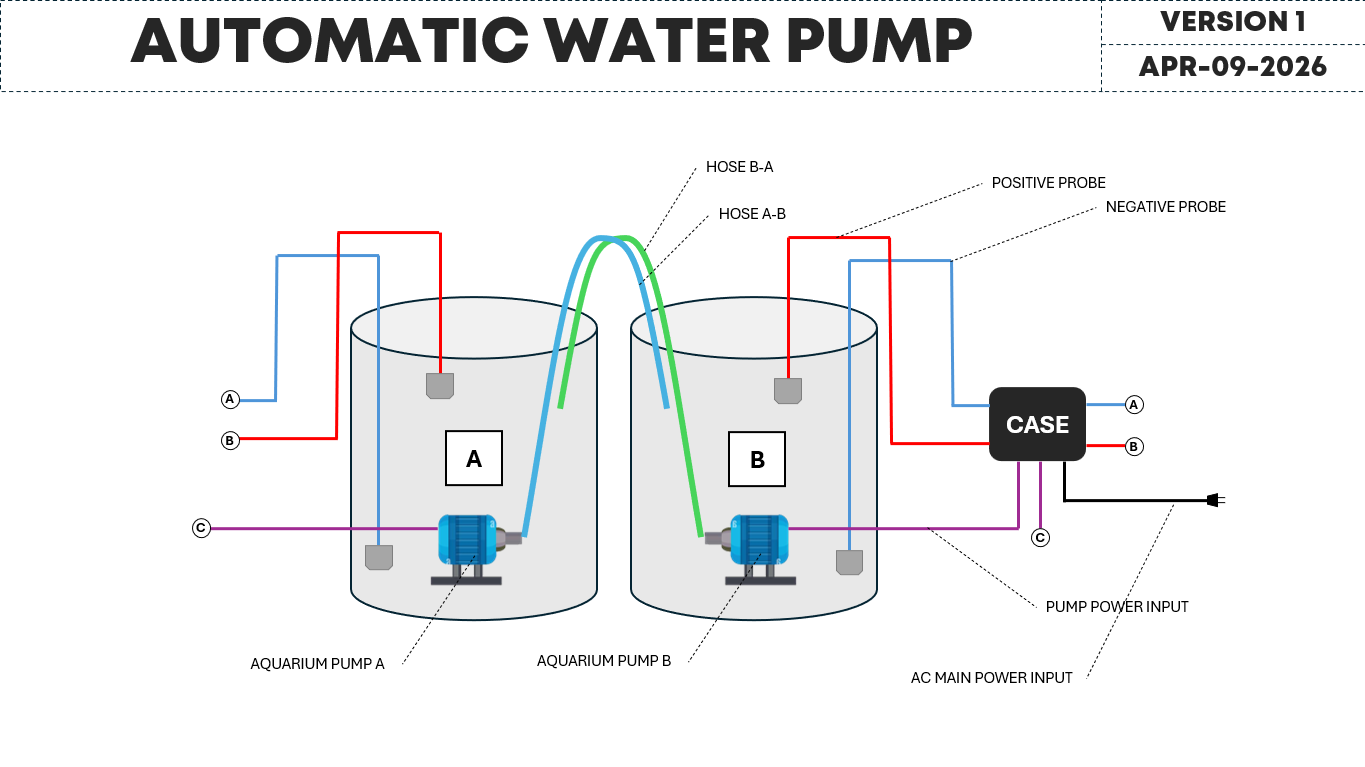 AUTOMATIC WATER PUMP
VERSION 1
APR-09-2026
HOSE B-A
POSITIVE PROBE
NEGATIVE PROBE
HOSE A-B
A
B
CASE
A
B
A
B
C
C
PUMP POWER INPUT
AQUARIUM PUMP A
AQUARIUM PUMP B
AC MAIN POWER INPUT